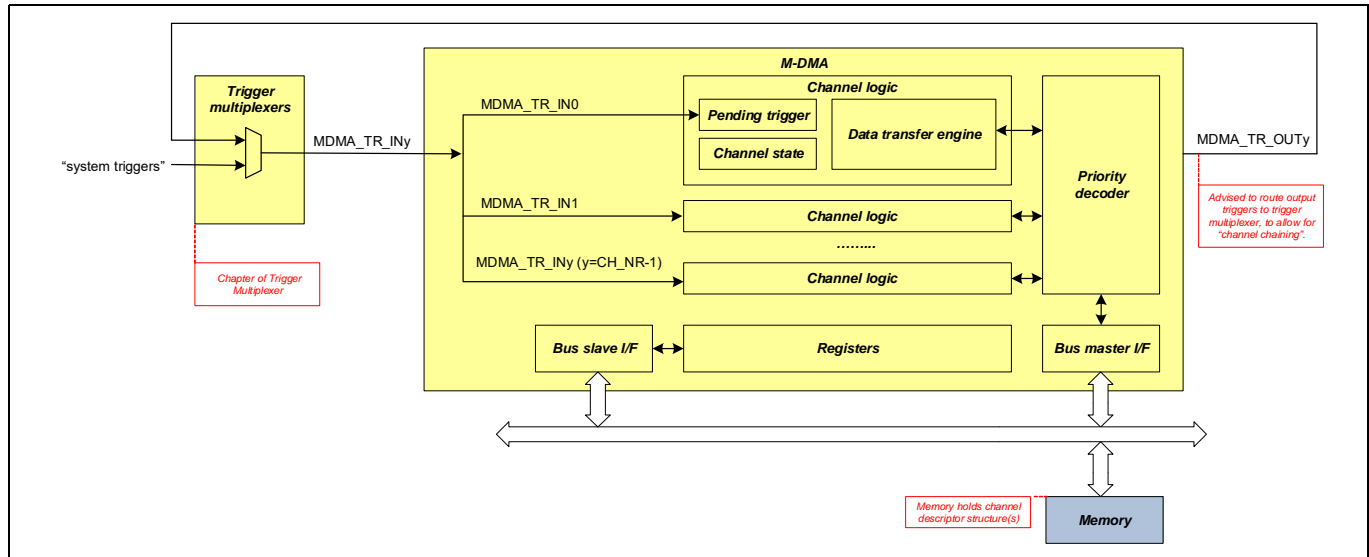 M-DMA
Trigger
multiplexers
Channel logic
MDMA_TR_IN0
Pending trigger
Data transfer engine
Channel state
MDMA_TR_INy
MDMA_TR_OUTy
"system triggers"
Priority
decoder
MDMA_TR_IN1
Channel logic
Advised to route output
triggers to trigger
multiplexer, to allow for
"channel chaining".
.........
MDMA_TR_INy (y=CH_NR-1)
Channel logic
Chapter of Trigger
Multiplexer
Bus slave I/F
Registers
Bus master I/F
Memory holds channel
descriptor structure(s)
Memory